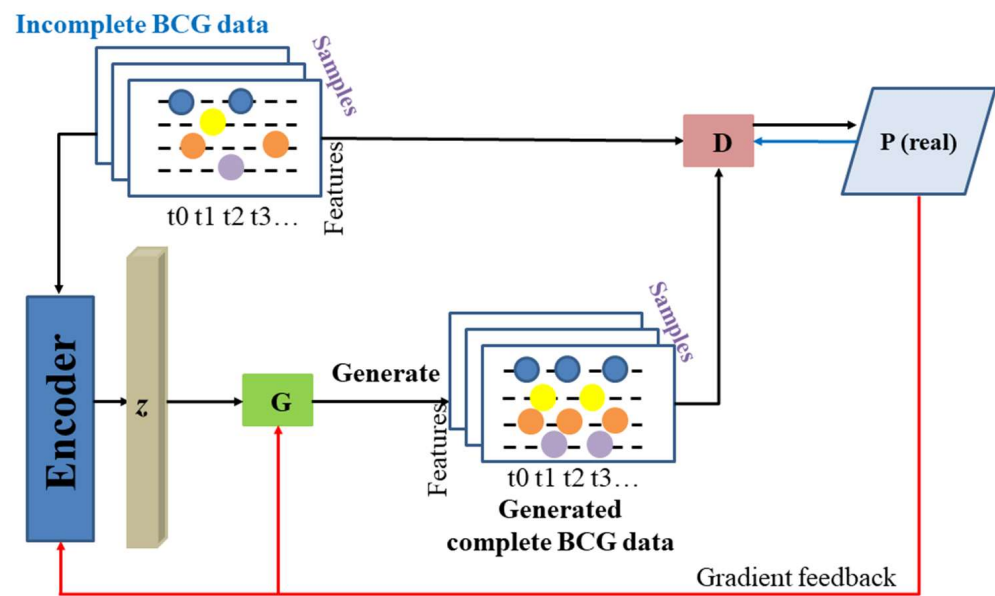 Incomplete BCG data
Samples
Features
t0 t1 t2 t3…
D
P (real)
Encoder
z
G
Generate
Samples
Features
t0 t1 t2 t3…
Generated
complete BCG data
Gradient feedback